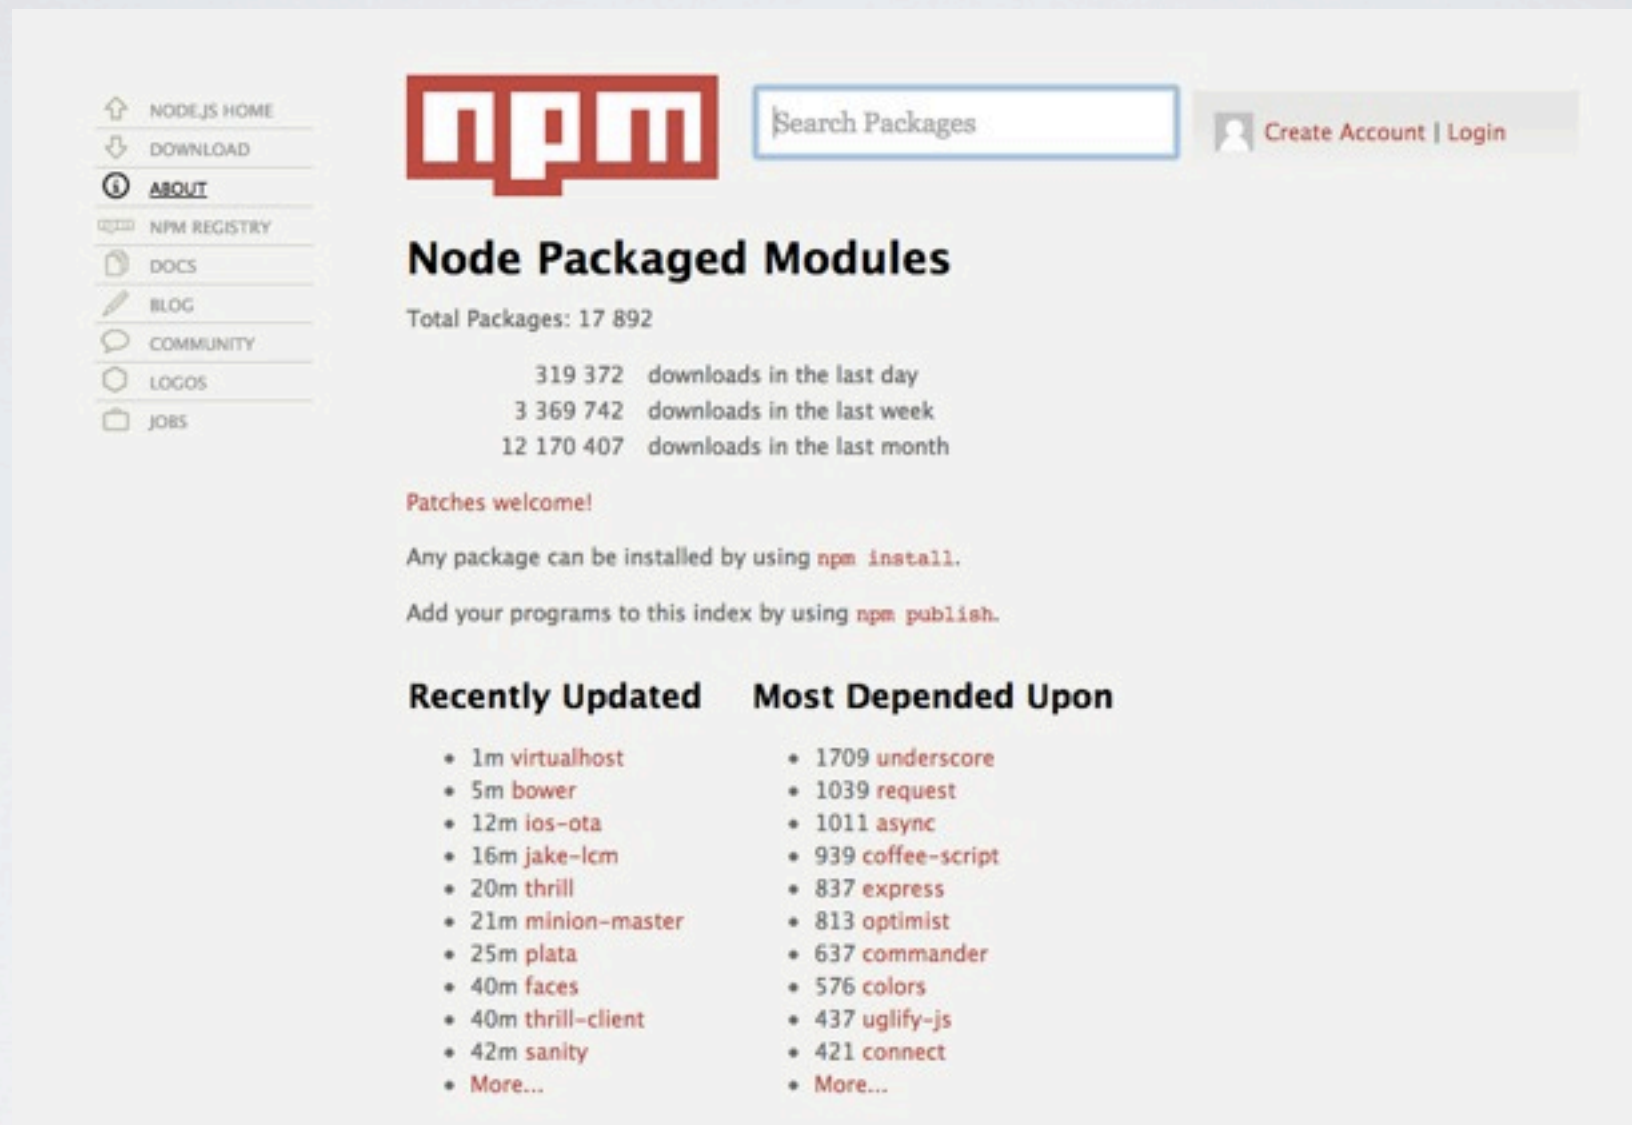 NODE.JS HOME
DOWNLOAD
ABOUT
NPM REGISTRY
DOCS
BLOG
COMMUNITY
LOGOS
JOBS
npm
Search Packages
Create Account | Login
Node Packaged Modules
Total Packages: 17 892
319 372 downloads in the last day
3 369 742 downloads in the last week
12 170 407 downloads in the last month
Patches welcome!
Any package can be installed by using npm install.
Add your programs to this index by using npm publish.
Recently Updated
1m virtualhost
5m bower
12m ios-ota
16m jake-lcm
20m thrill
21m minion-master
25m plata
40m faces
40m thrill-client
42m sanity
More...
Most Depended Upon
1709 underscore
1039 request
1011 async
939 coffee-script
837 express
813 optimist
637 commander
576 colors
437 uglify-js
421 connect
More...